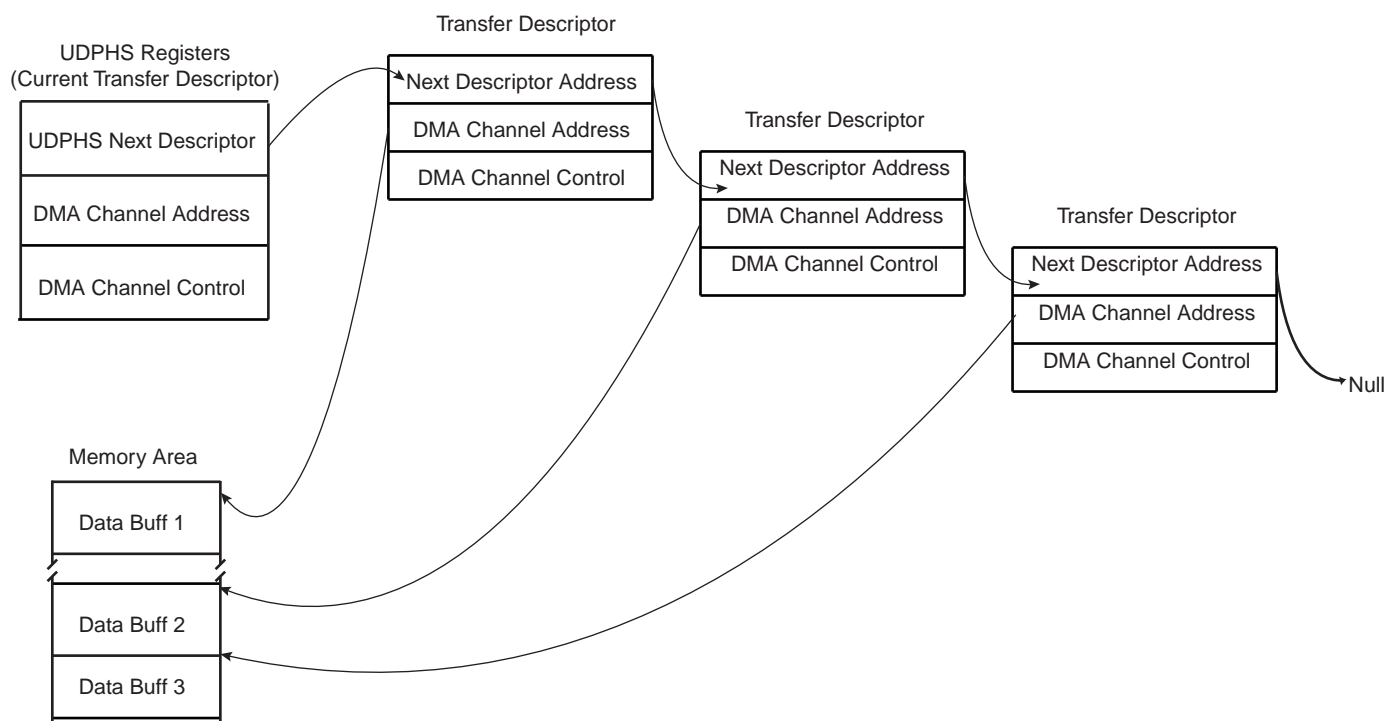 UDPHS Registers
(Current Transfer Descriptor)
UDPHS Next Descriptor
DMA Channel Address
DMA Channel Control
Transfer Descriptor
Next Descriptor Address
DMA Channel Address
DMA Channel Control
Transfer Descriptor
Next Descriptor Address
DMA Channel Address
DMA Channel Control
Transfer Descriptor
Next Descriptor Address
DMA Channel Address
DMA Channel Control
Null
Memory Area
Data Buff 1
Data Buff 2
Data Buff 3